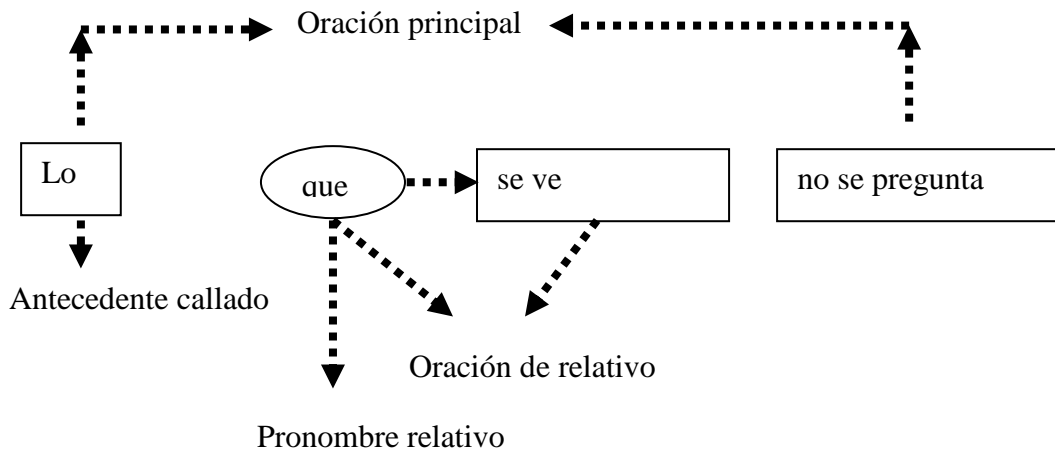 Oración principal
Lo que se ve no se pregunta
Antecedente callado
Oración de relativo
Pronombre relativo